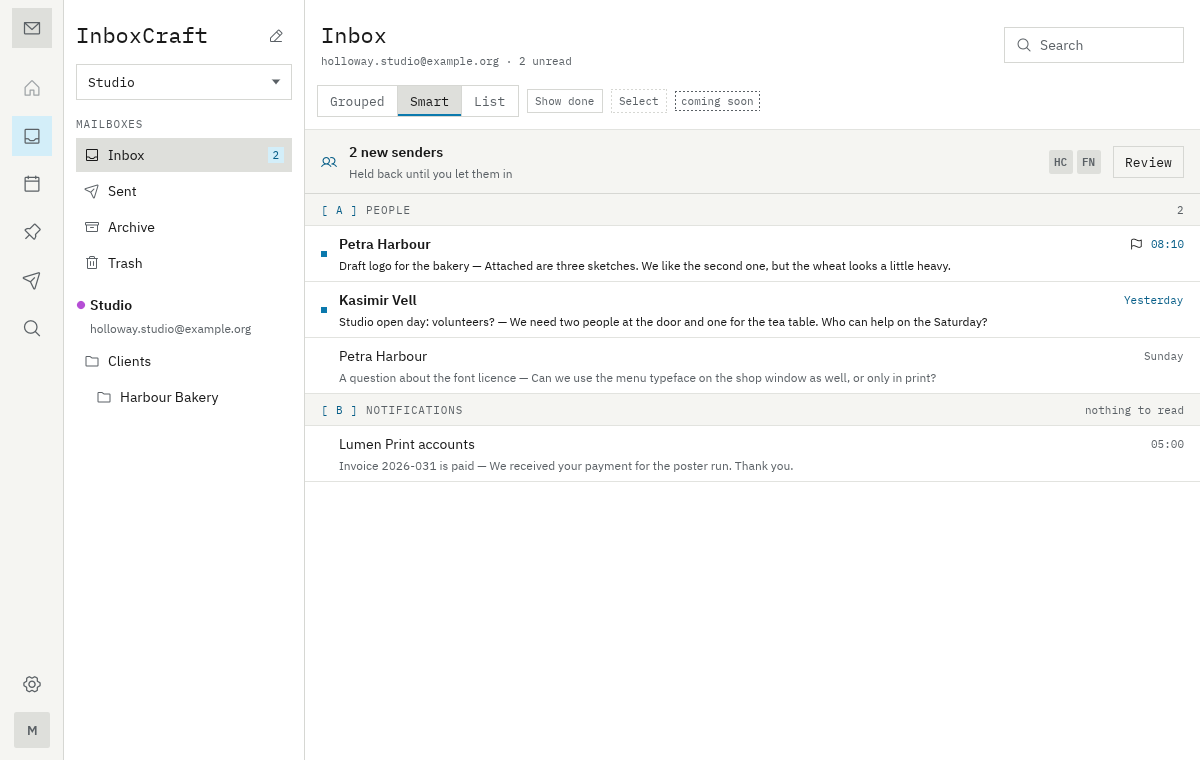 InboxCraft
Studio
MAILBOXES
Inbox 2
Sent
Archive
Trash
Studio
holloway.studio@example.org
Clients
Harbour Bakery
M
Inbox
holloway.studio@example.org · 2 unread
Search
Grouped Smart List Show done Select coming soon
2 new senders
Held back until you let them in
HC FN Review
[ A ] PEOPLE 2
Petra Harbour 08:10
Draft logo for the bakery — Attached are three sketches. We like the second one, but the wheat looks a little heavy.
Kasimir Vell Yesterday
Studio open day: volunteers? — We need two people at the door and one for the tea table. Who can help on the Saturday?
Petra Harbour Sunday
A question about the font licence — Can we use the menu typeface on the shop window as well, or only in print?
[ B ] NOTIFICATIONS nothing to read
Lumen Print accounts 05:00
Invoice 2026-031 is paid — We received your payment for the poster run. Thank you.